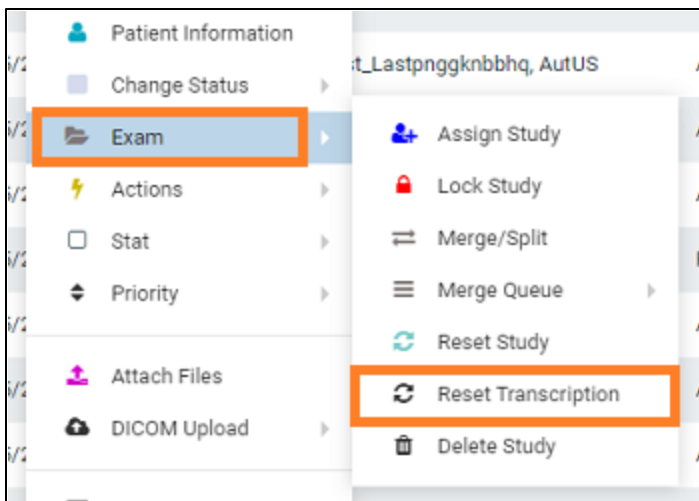 Patient Information
t_Lastpnggknbbhq, AutUS
Change Status
Exam
Assign Study
Actions
Lock Study
Stat
Merge/Split
Priority
Merge Queue
Reset Study
Attach Files
Reset Transcription
DICOM Upload
Delete Study